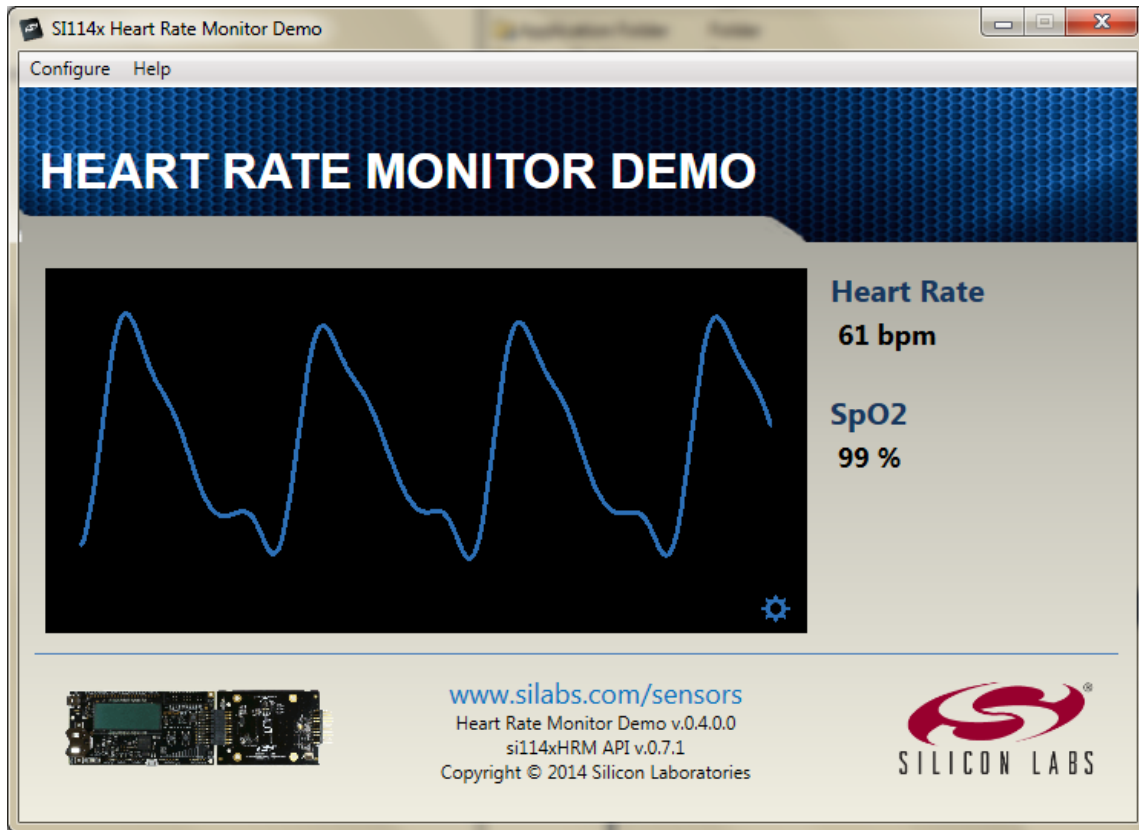 SI114x Heart Rate Monitor Demo
Configure Help
HEART RATE MONITOR DEMO
Heart Rate
61 bpm
SpO2
99 %
www.silabs.com/sensors
Heart Rate Monitor Demo v.0.4.0.0
si114xHRM API v.0.7.1
Copyright © 2014 Silicon Laboratories
SILICON LABS
®